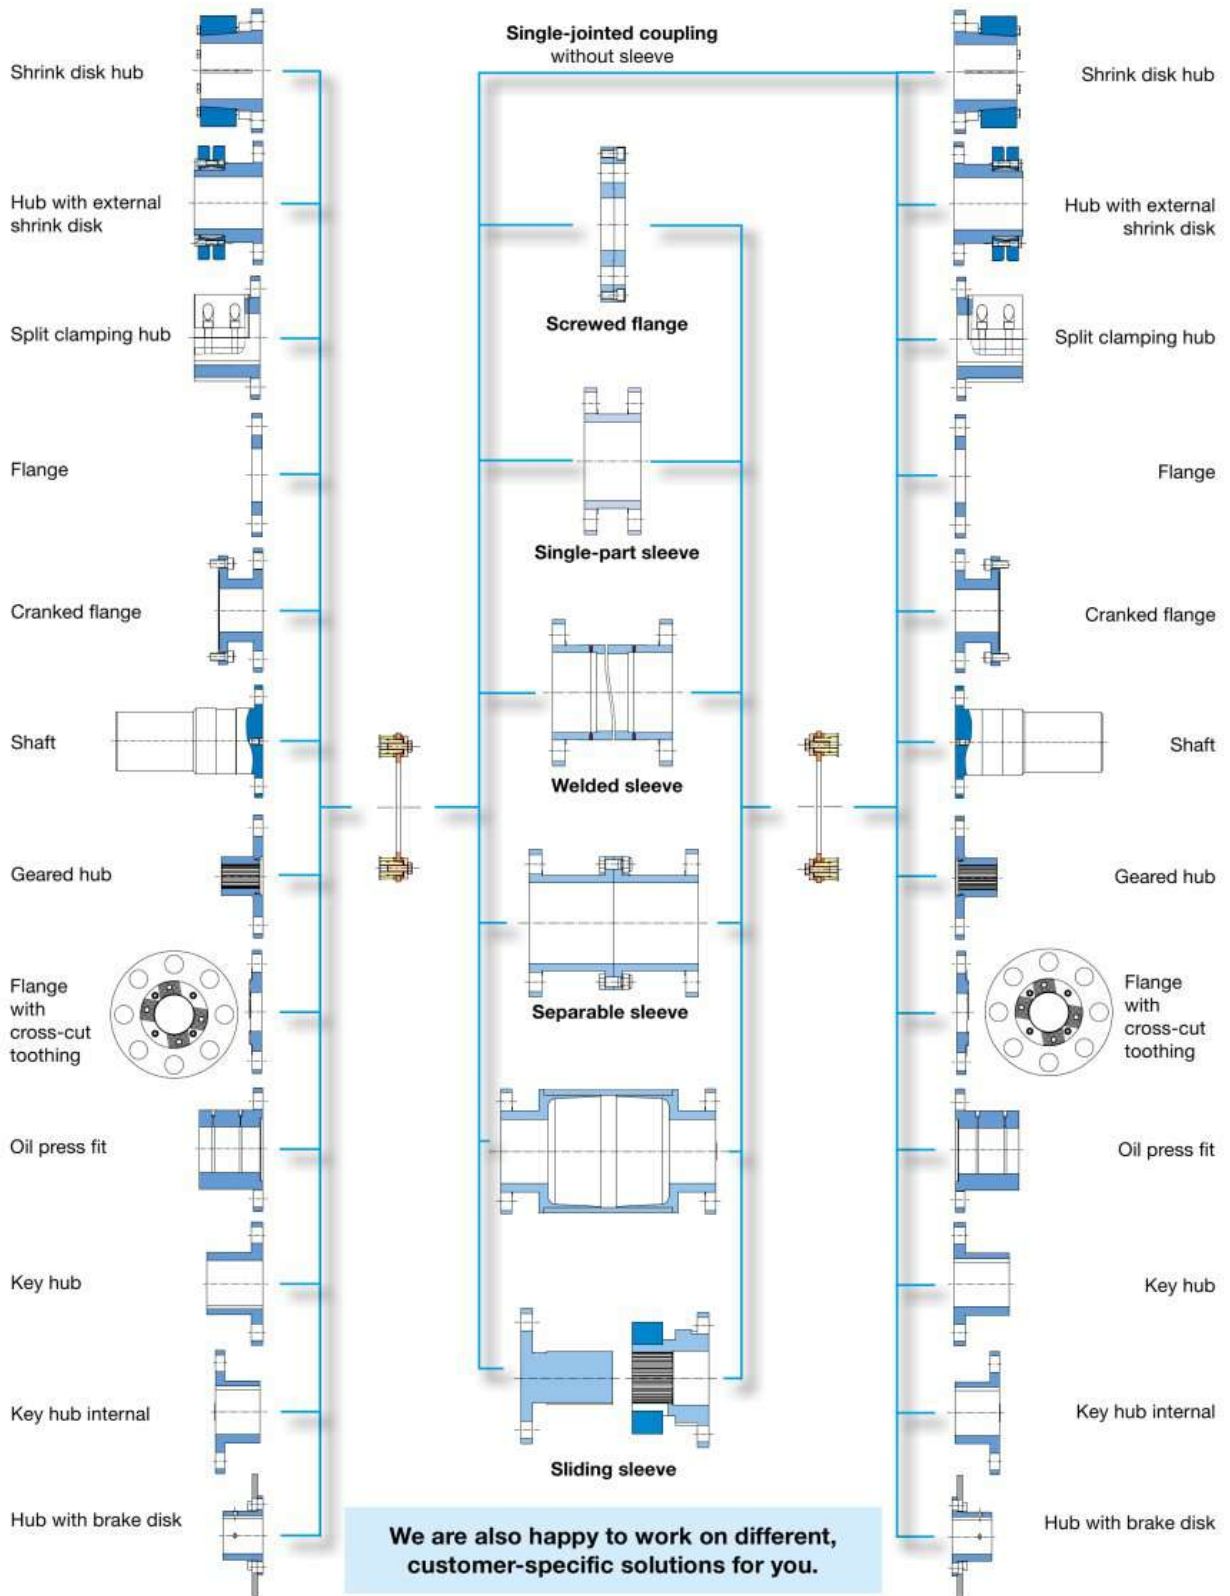 Single-jointed coupling
without sleeve
Shrink disk hub
Hub with external
shrink disk
Split clamping hub
Flange
Cranked flange
Shaft
Geared hub
Flange
with
cross-cut
toothing
Oil press fit
Key hub
Key hub internal
Hub with brake disk
Screwed flange
Single-part sleeve
Welded sleeve
Separable sleeve
Sliding sleeve
Shrink disk hub
Hub with external
shrink disk
Split clamping hub
Flange
Cranked flange
Shaft
Geared hub
Flange
with
cross-cut
toothing
Oil press fit
Key hub
Key hub internal
Hub with brake disk
We are also happy to work on different,
customer-specific solutions for you.